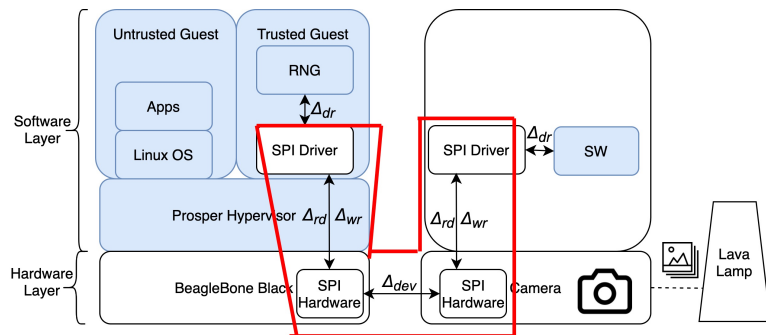 Untrusted Guest
Trusted Guest
RNG
Apps
Δdr
Software
Layer
Linux OS
SPI Driver
SPI Driver
Δdr
SW
Prosper Hypervisor
Δrd
Δwr
Δrd
Δwr
Hardware
Layer
BeagleBone Black
SPI
Hardware
Δdev
SPI
Hardware
Camera
Lava
Lamp